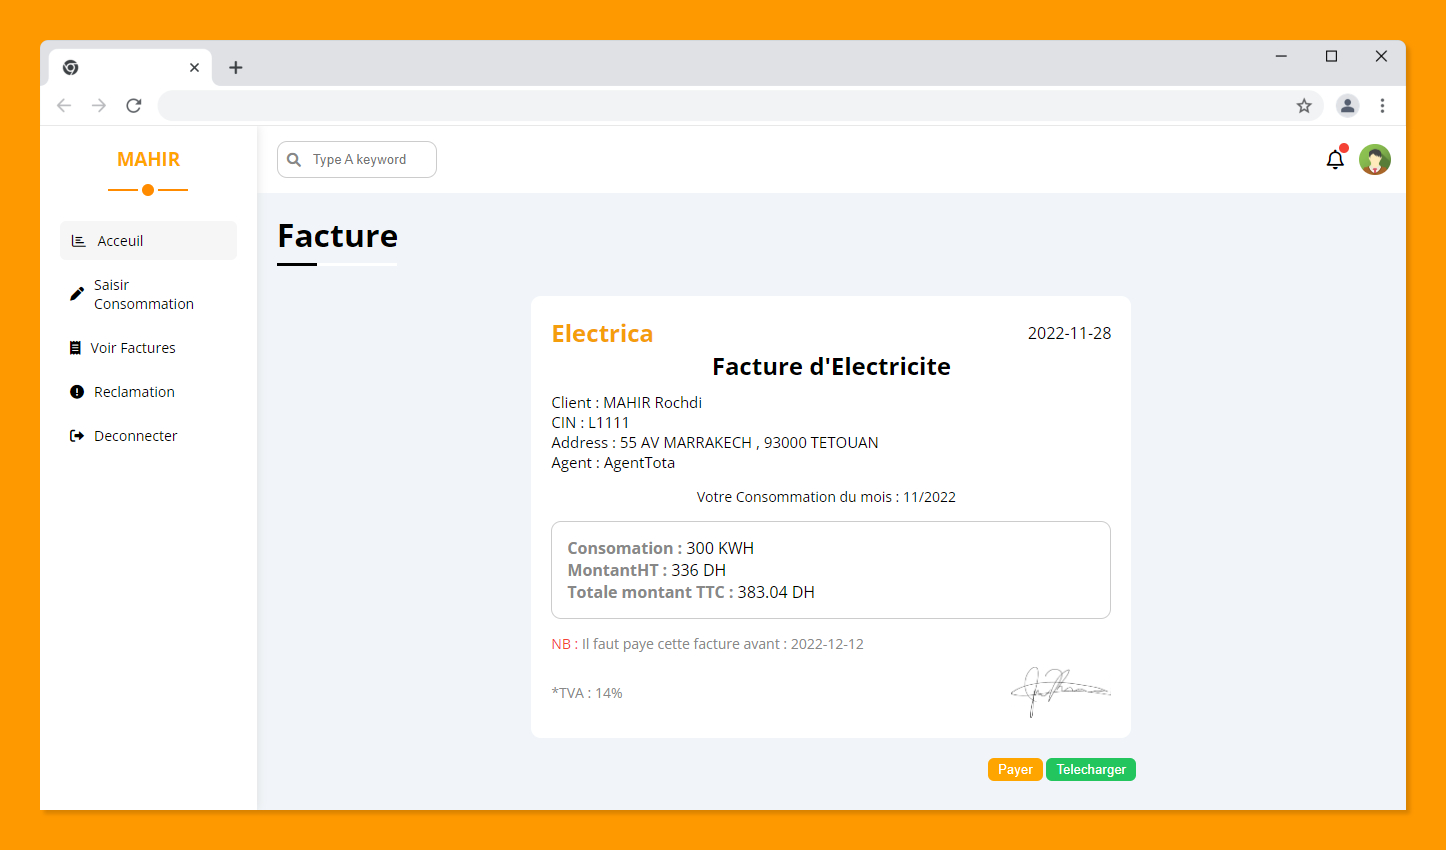 MAHIR
Type A keyword
Acceuil
Saisir
Consommation
Voir Factures
Reclamation
Deconnecter
Facture
Electrica
2022-11-28
Facture d'Electricite
Client : MAHIR Rochdi
CIN : L1111
Address : 55 AV MARRAKECH , 93000 TETOUAN
Agent : AgentTota
Votre Consommation du mois : 11/2022
Consomation : 300 KWH
MontantHT : 336 DH
Totale montant TTC : 383.04 DH
NB : Il faut paye cette facture avant : 2022-12-12
*TVA : 14%
Payer
Telecharger